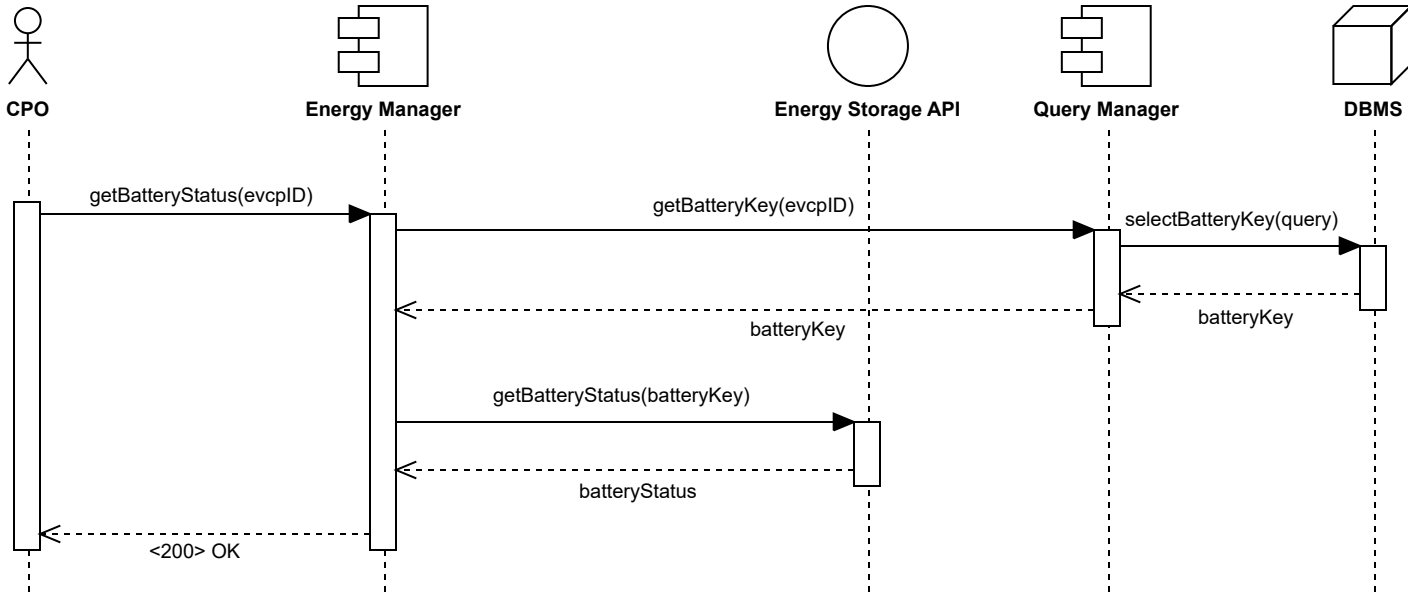 CPO
Energy Manager
Energy Storage API
Query Manager
DBMS
getBatteryStatus(evcpID)
getBatteryKey(evcpID)
selectBatteryKey(query)
batteryKey
batteryKey
getBatteryStatus(batteryKey)
batteryStatus
<200> OK